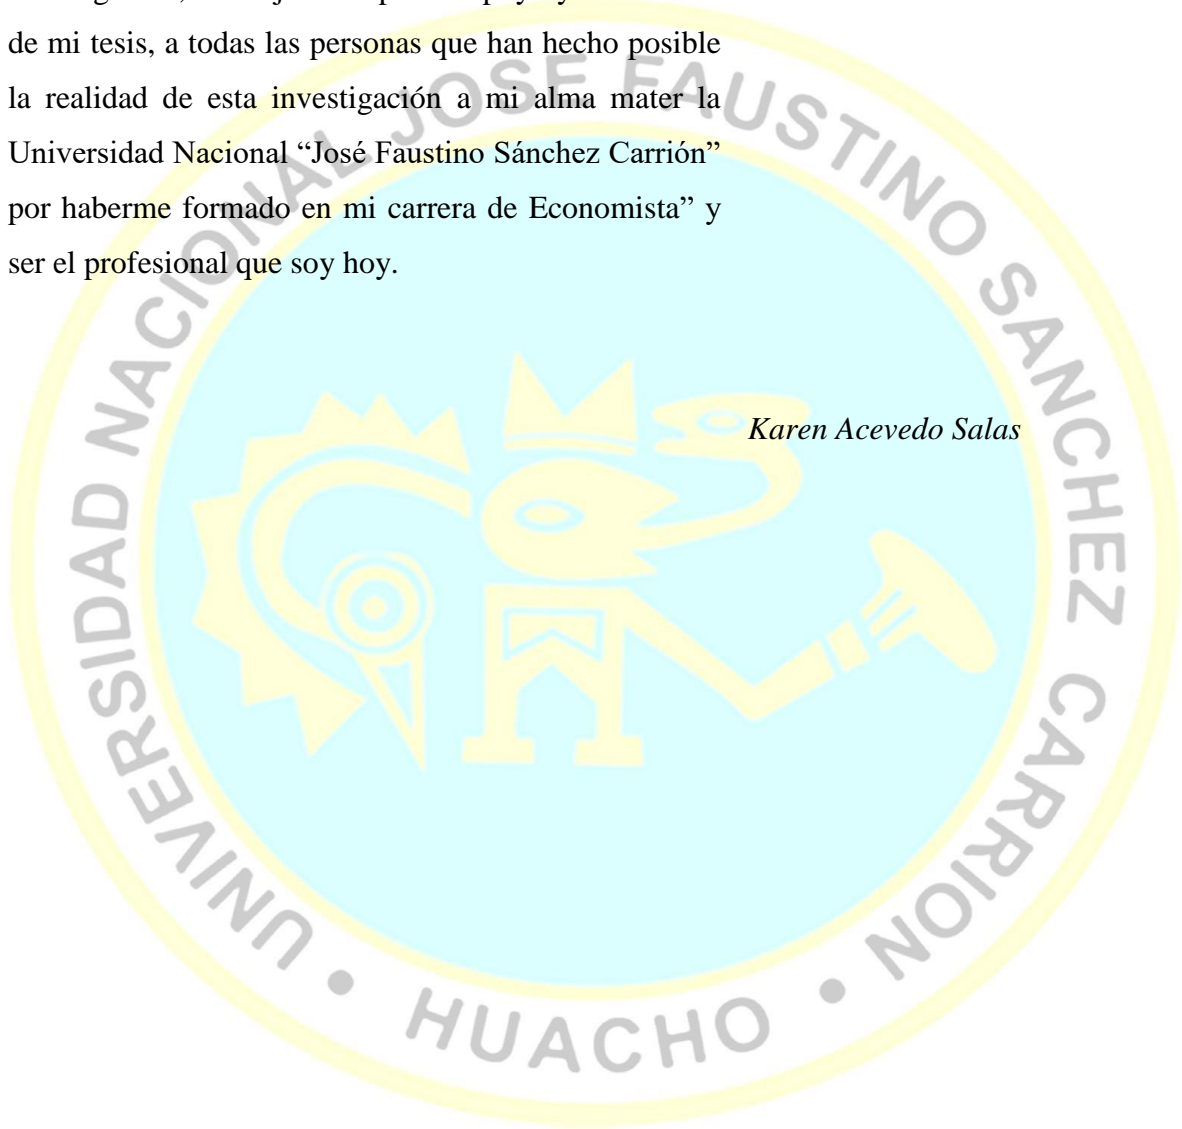 de mi tesis, a todas las personas que han hecho posible
la realidad de esta investigación a mi alma mater la
Universidad Nacional “José Faustino Sánchez Carrión”
por haberme formado en mi carrera de Economista” y
ser el profesional que soy hoy.
Karen Acevedo Salas
UNIVERSIDAD NACIONAL JOSE FAUSTINO SANCHEZ CARRION • HUACHO •